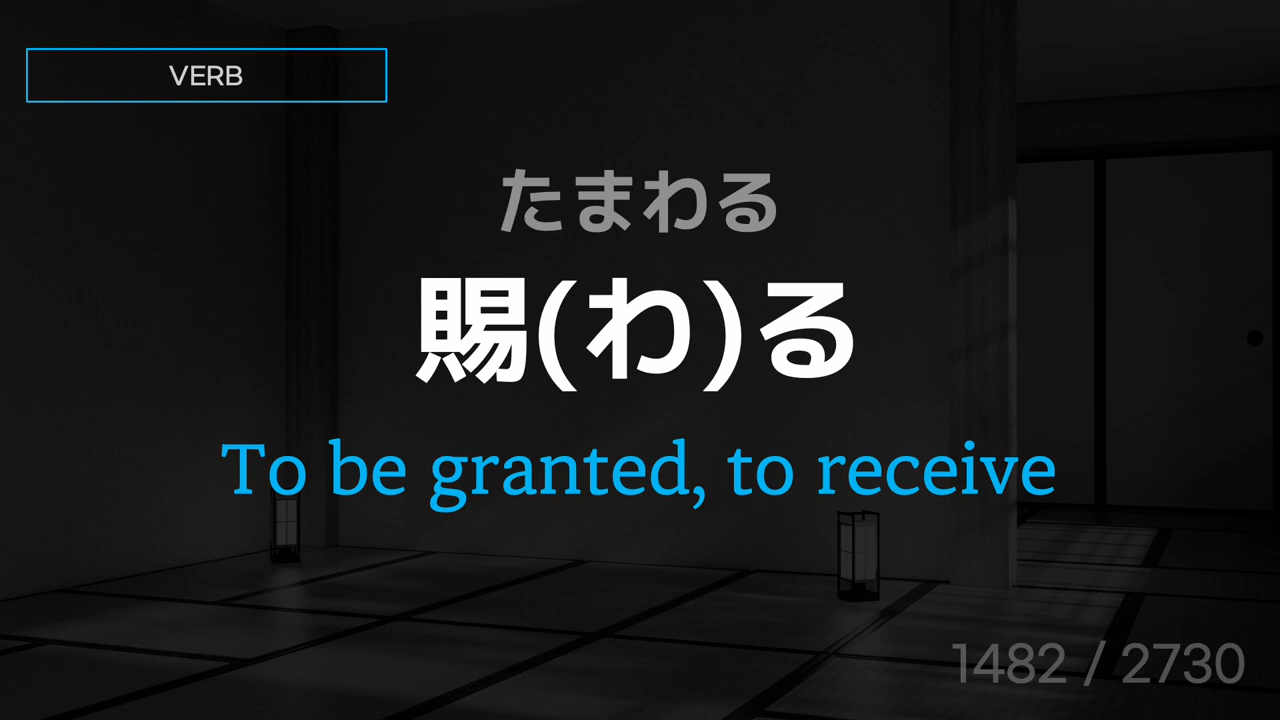 VERB
たまわる
賜(わ)る
To be granted, to receive
1482 / 2730